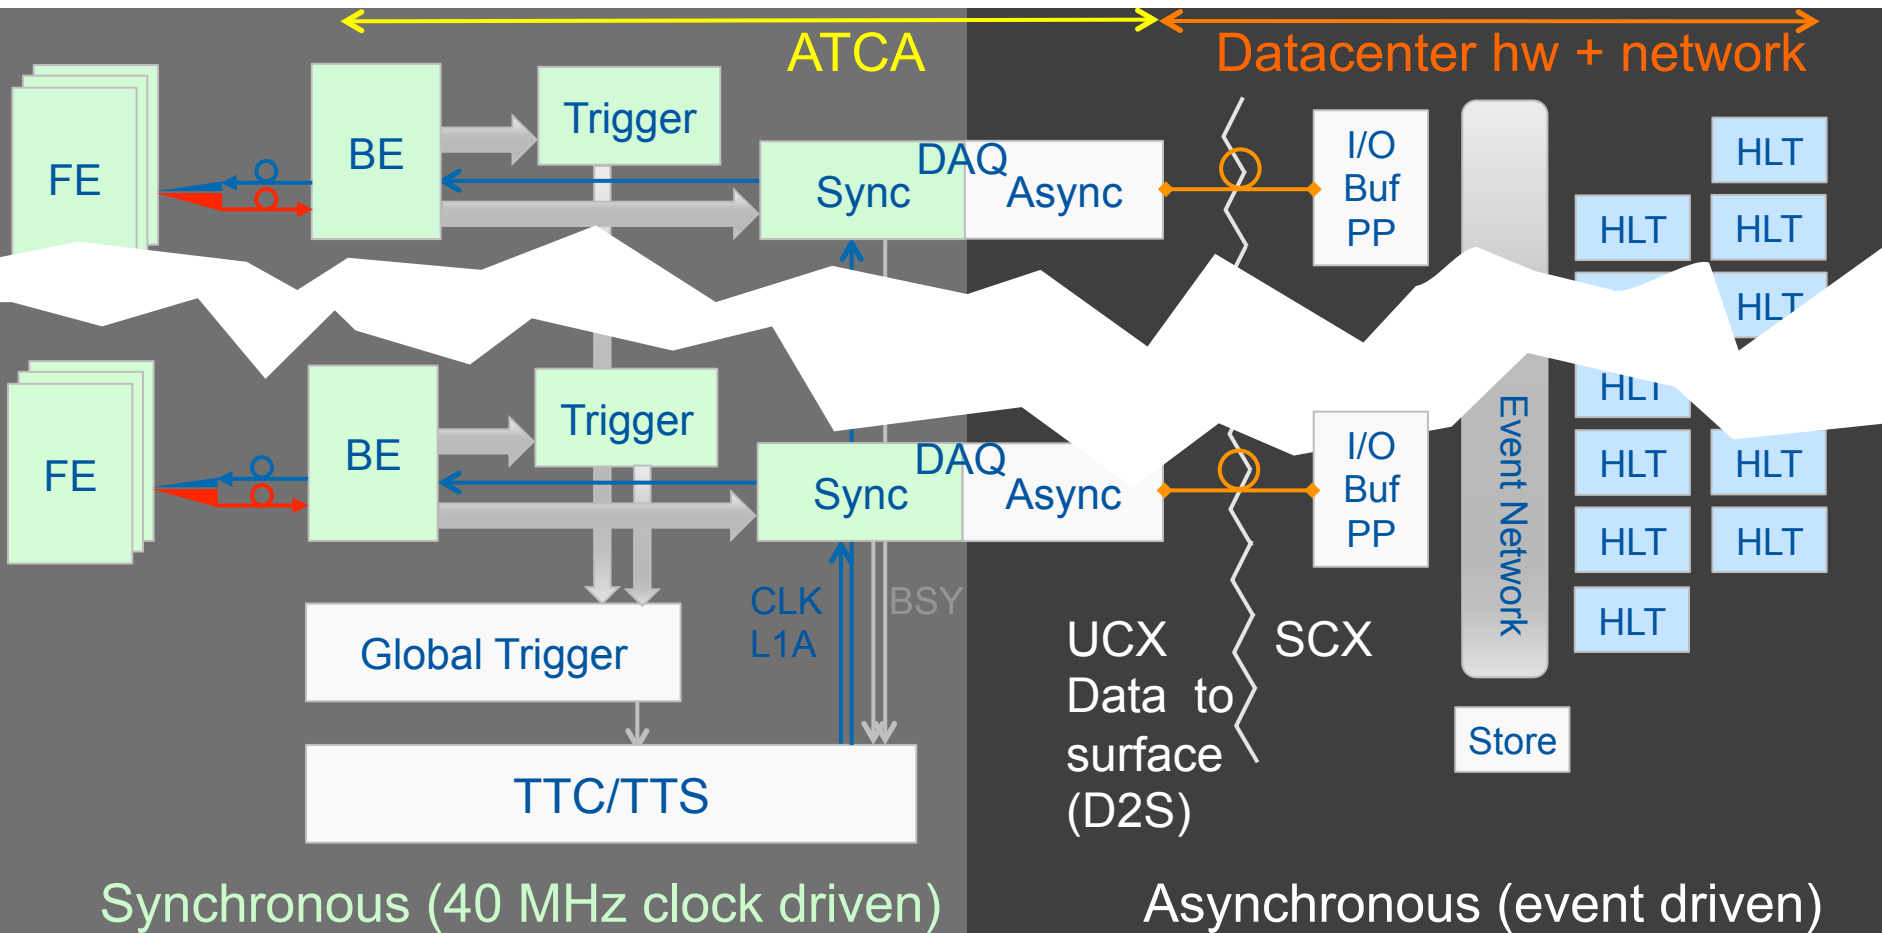 ATCA
Datacenter hw + network
FE
BE
Trigger
DAQ
Sync
Async
I/O
Buf
PP
HLT
HLT
HLT
HLT
HLT
FE
BE
Trigger
DAQ
Sync
Async
I/O
Buf
PP
Event Network
HLT
HLT
HLT
HLT
HLT
CLK
L1A
BSY
Global Trigger
TTC/TTS
UCX
SCX
Data to
surface
(D2S)
Store
Synchronous (40 MHz clock driven)
Asynchronous (event driven)